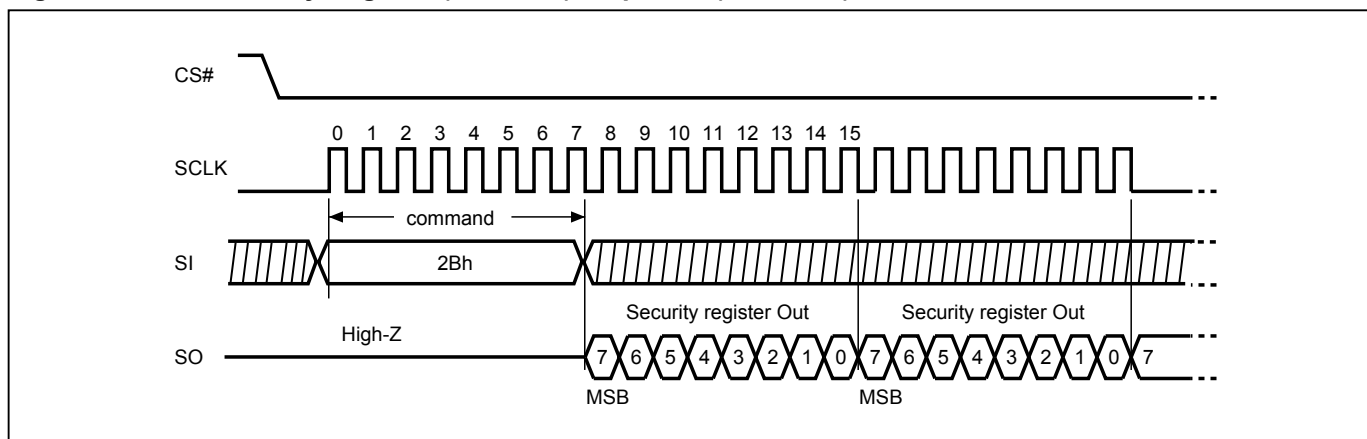 CS#
0 1 2 3 4 5 6 7 8 9 10 11 12 13 14 15
SCLK
command
SI
2Bh
Security register Out Security register Out
High-Z
SO
7 6 5 4 3 2 1 0 7 6 5 4 3 2 1 0 7
MSB MSB